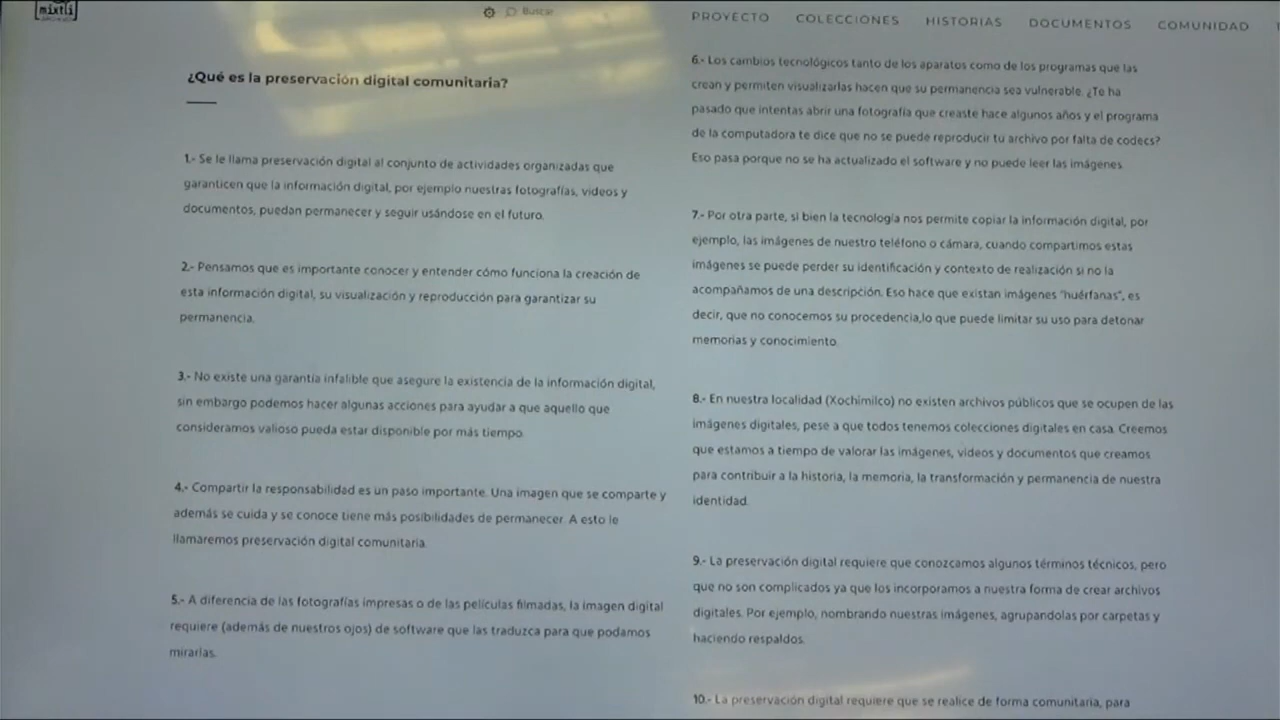 mixtli
Buscar
PROYECTO COLECCIONES HISTORIAS DOCUMENTOS COMUNIDAD
¿Qué es la preservación digital comunitaria?
1.- Se le llama preservación digital al conjunto de actividades organizadas que
garanticen que la información digital, por ejemplo nuestras fotografías, videos y
documentos, puedan permanecer y seguir usándose en el futuro.
2.- Pensamos que es importante conocer y entender cómo funciona la creación de
esta información digital, su visualización y reproducción para garantizar su
permanencia.
3.- No existe una garantía infalible que asegure la existencia de la información digital,
sin embargo podemos hacer algunas acciones para ayudar a que aquello que
consideramos valioso pueda estar disponible por más tiempo.
4.- Compartir la responsabilidad es un paso importante. Una imagen que se comparte y
además se cuida y se conoce tiene más posibilidades de permanecer. A esto le
llamaremos preservación digital comunitaria.
5.- A diferencia de las fotografías impresas o de las películas filmadas, la imagen digital
requiere (además de nuestros ojos) de software que las traduzca para que podamos
mirarlas.
6.- Los cambios tecnológicos tanto de los aparatos como de los programas que las
crean y permiten visualizarlas hacen que su permanencia sea vulnerable. ¿Te ha
pasado que intentas abrir una fotografía que creaste hace algunos años y el programa
de la computadora te dice que no se puede reproducir tu archivo por falta de codecs?
Eso pasa porque no se ha actualizado el software y no puede leer las imágenes.
7.- Por otra parte, si bien la tecnología nos permite copiar la información digital, por
ejemplo, las imágenes de nuestro teléfono o cámara, cuando compartimos estas
imágenes se puede perder su identificación y contexto de realización si no la
acompañamos de una descripción. Eso hace que existan imágenes "huérfanas", es
decir, que no conocemos su procedencia,lo que puede limitar su uso para detonar
memorias y conocimiento.
8.- En nuestra localidad (Xochimilco) no existen archivos públicos que se ocupen de las
imágenes digitales, pese a que todos tenemos colecciones digitales en casa. Creemos
que estamos a tiempo de valorar las imágenes, videos y documentos que creamos
para contribuir a la historia, la memoria, la transformación y permanencia de nuestra
identidad.
9.- La preservación digital requiere que conozcamos algunos términos técnicos, pero
que no son complicados ya que los incorporamos a nuestra forma de crear archivos
digitales. Por ejemplo, nombrando nuestras imágenes, agrupandolas por carpetas y
haciendo respaldos.
10.- La preservación digital requiere que se realice de forma comunitaria, para